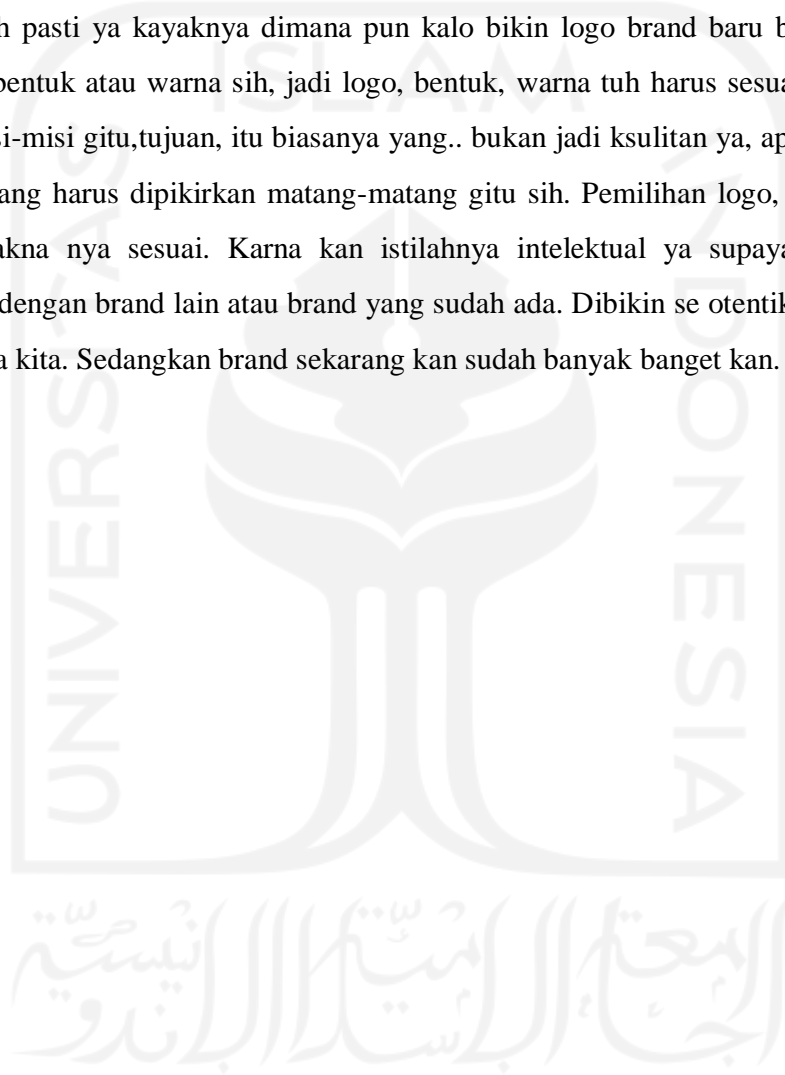 h pasti ya kayaknya dimana pun kalo bikin logo brand baru b
bentuk atau warna sih, jadi logo, bentuk, warna tuh harus sesua
si-misi gitu,tujuan, itu biasanya yang.. bukan jadi ksulitan ya, ap
ang harus dipikirkan matang-matang gitu sih. Pemilihan logo,
akna nya sesuai. Karna kan istilahnya intelektual ya supaya
dengan brand lain atau brand yang sudah ada. Dibikin se otentik
a kita. Sedangkan brand sekarang kan sudah banyak banget kan.
ISLAM
UNIVERSITAS
INDONESIA